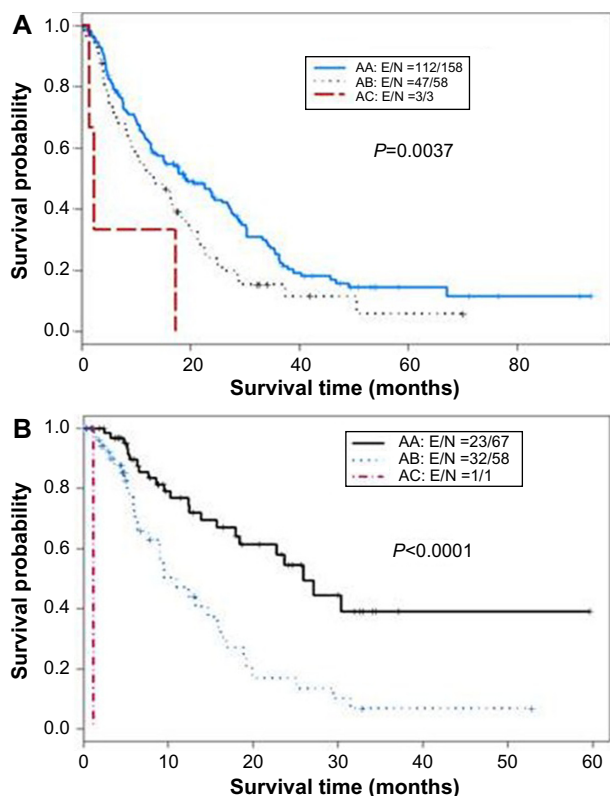 A
1.0
0.8
0.6
0.4
0.2
0.0
Survival probability
AA: E/N =112/158
AB: E/N =47/58
AC: E/N =3/3
P=0.0037
0 20 40 60 80
Survival time (months)
B
1.0
0.8
0.6
0.4
0.2
0.0
Survival probability
AA: E/N =23/67
AB: E/N =32/58
AC: E/N =1/1
P<0.0001
0 10 20 30 40 50 60
Survival time (months)